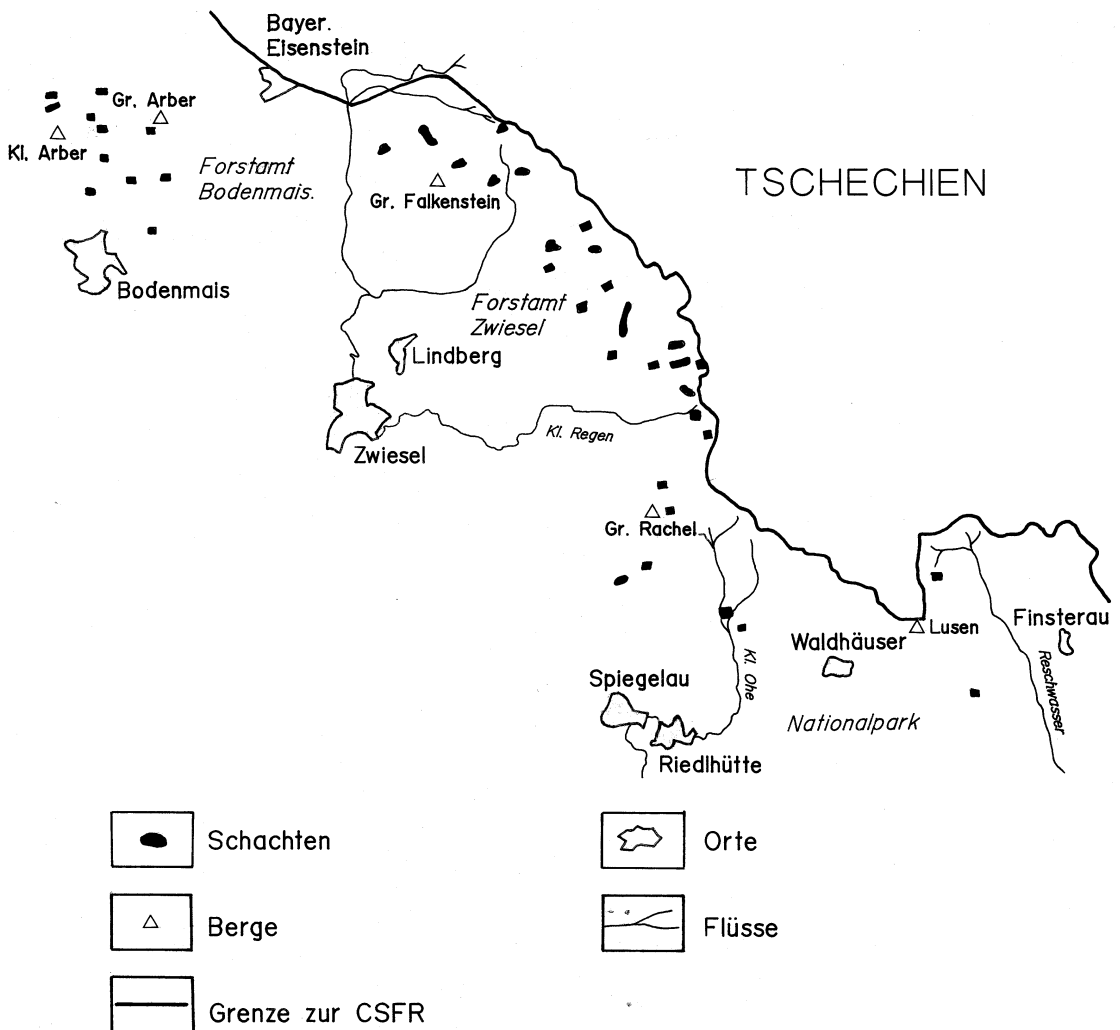 Bayer.
Eisenstein
Gr. Arber
Kl. Arber
Forstamt
Bodenmais.
TSCHECHIEN
Gr. Falkenstein
Bodenmais
Forstamt
Zwiesel
Lindberg
Kl. Regen
Zwiesel
Gr. Rachel
Finsterau
Lusen
Waldhäuser
Kl. Ohe
Reschwasser
Spiegelau
Nationalpark
Riedlhütte
Schachten
Orte
Berge
Flüsse
Grenze zur CSFR